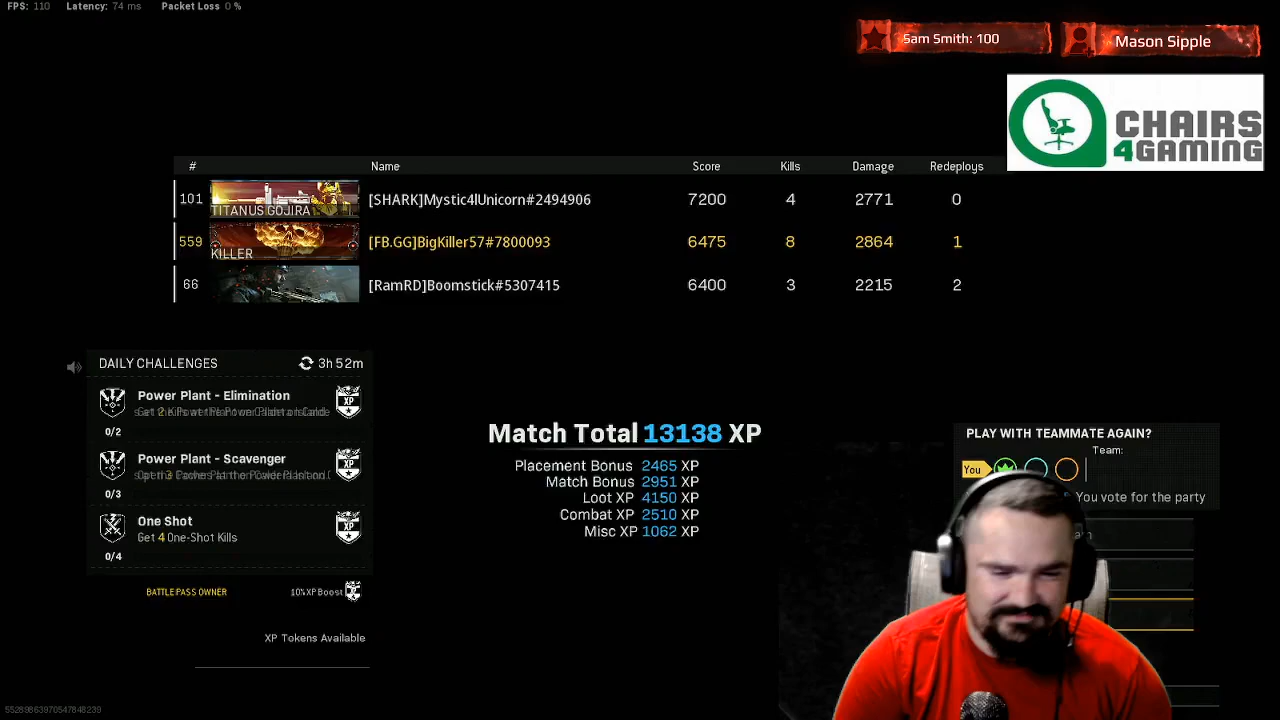 FPS: 110 Latency: 74 ms Packet Loss 0 %
Sam Smith: 100
Mason Sipple
CHAIRS
4GAMING
# Name Score Kills Damage Redeploys
101 TITANUS GOJIRA [SHARK]Mystic4lUnicorn#2494906 7200 4 2771 0
559 KILLER [FB.GG]BigKiller57#7800093 6475 8 2864 1
66 [RamRD]Boomstick#5307415 6400 3 2215 2
DAILY CHALLENGES 3h 52m
Power Plant - Elimination XP
0/2
Power Plant - Scavenger XP
0/3
One Shot XP
Get 4 One-Shot Kills
0/4
BATTLE PASS OWNER 10% XP Boost
XP Tokens Available
Match Total 13138 XP
Placement Bonus 2465 XP
Match Bonus 2951 XP
Loot XP 4150 XP
Combat XP 2510 XP
Misc XP 1062 XP
PLAY WITH TEAMMATE AGAIN?
Team:
You
You vote for the party